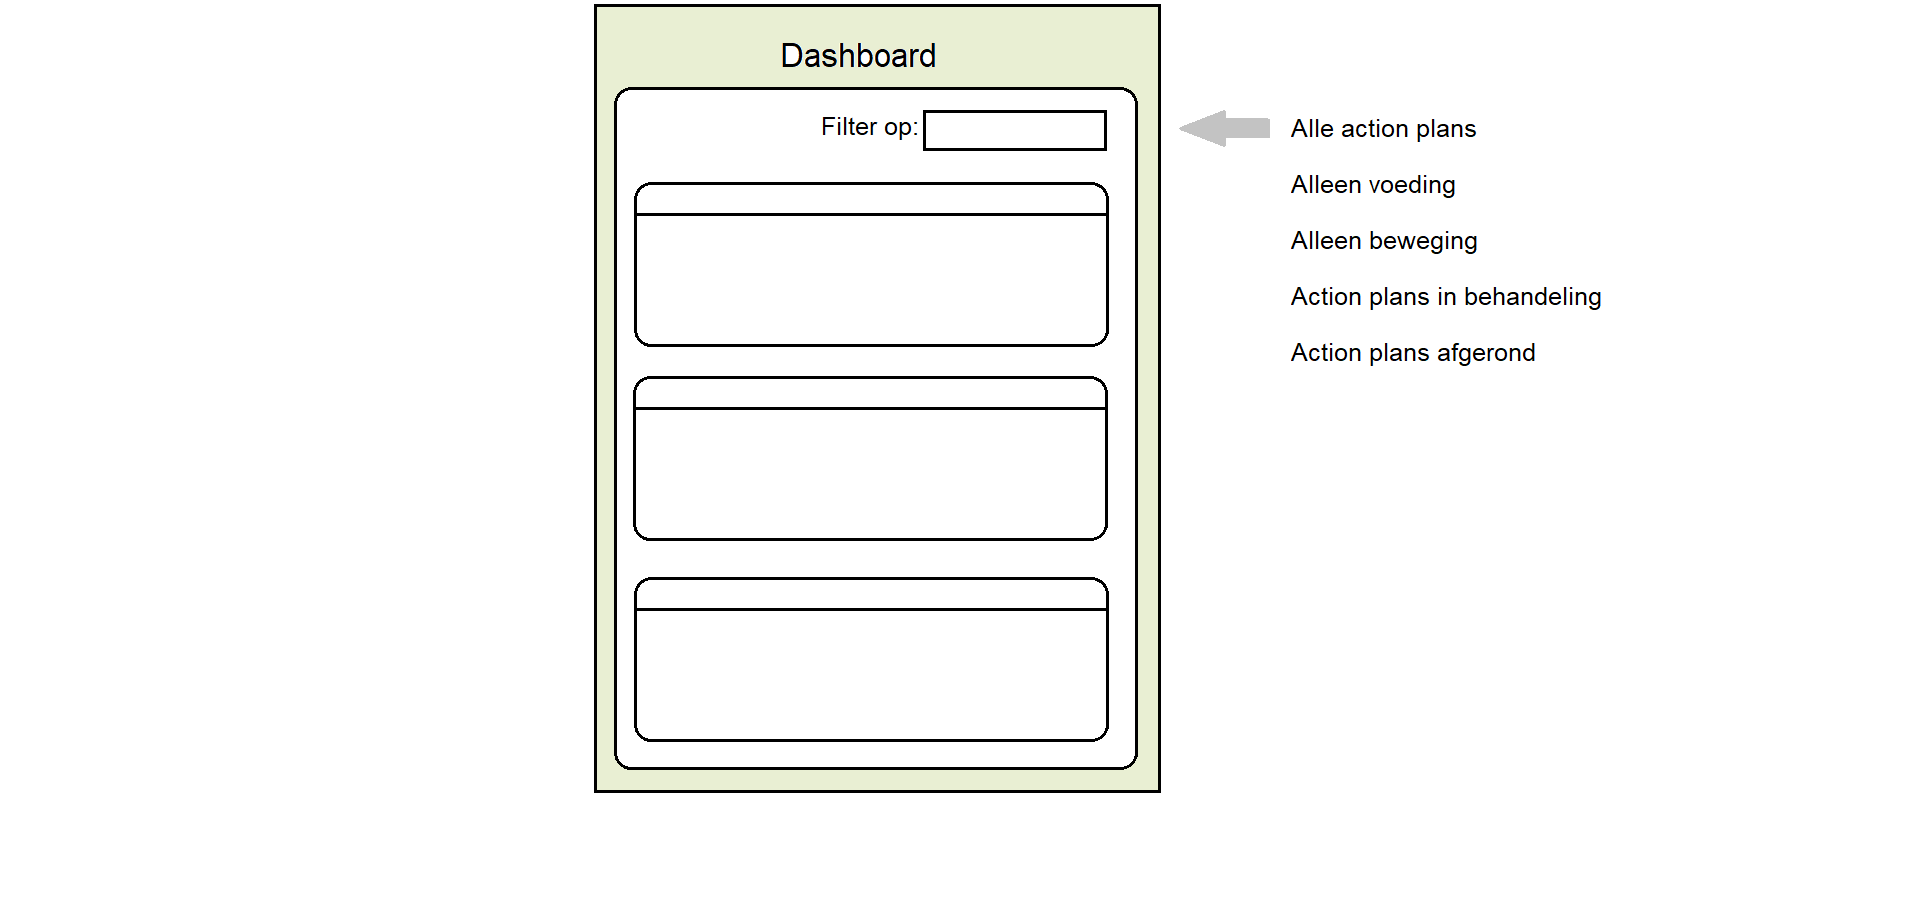 Dashboard
Filter op:
Alle action plans
Alleen voeding
Alleen beweging
Action plans in behandeling
Action plans afgerond